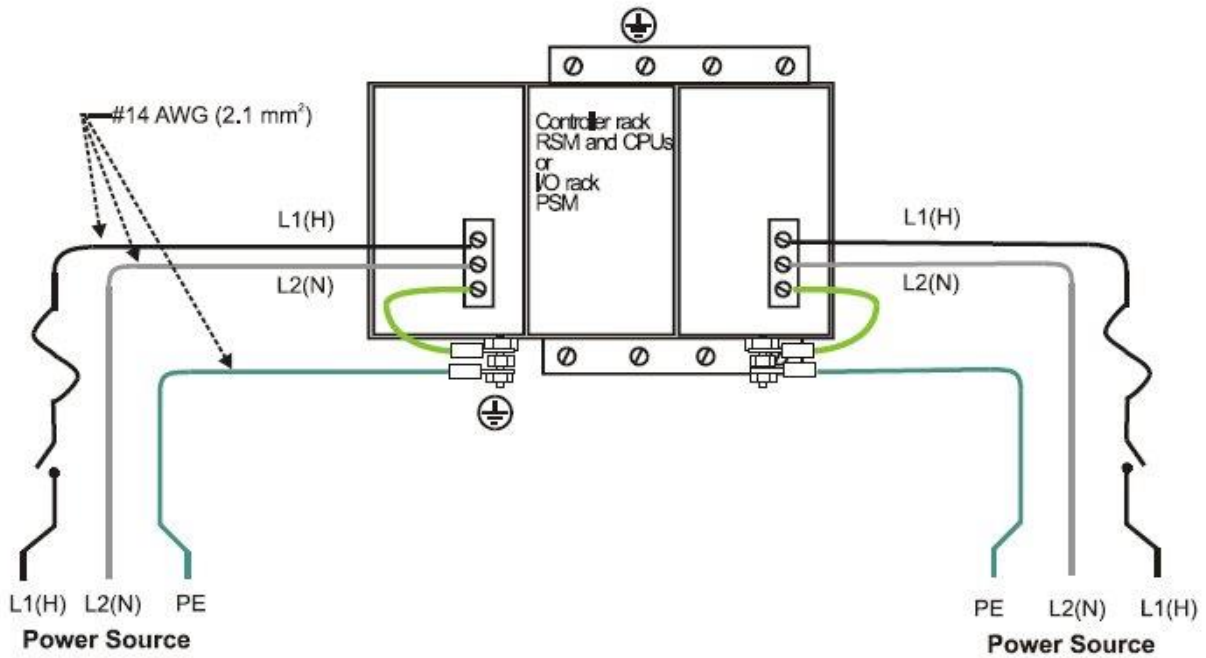 #14 AWG (2.1 mm²)
Controller rack
RSM and CPUs
or
I/O rack
PSM
L1(H)
L2(N)
L1(H)
L2(N)
L1(H) L2(N) PE
Power Source
PE L2(N) L1(H)
Power Source